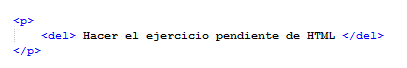 <p>
<del> Hacer el ejercicio pendiente de HTML </del>
</p>